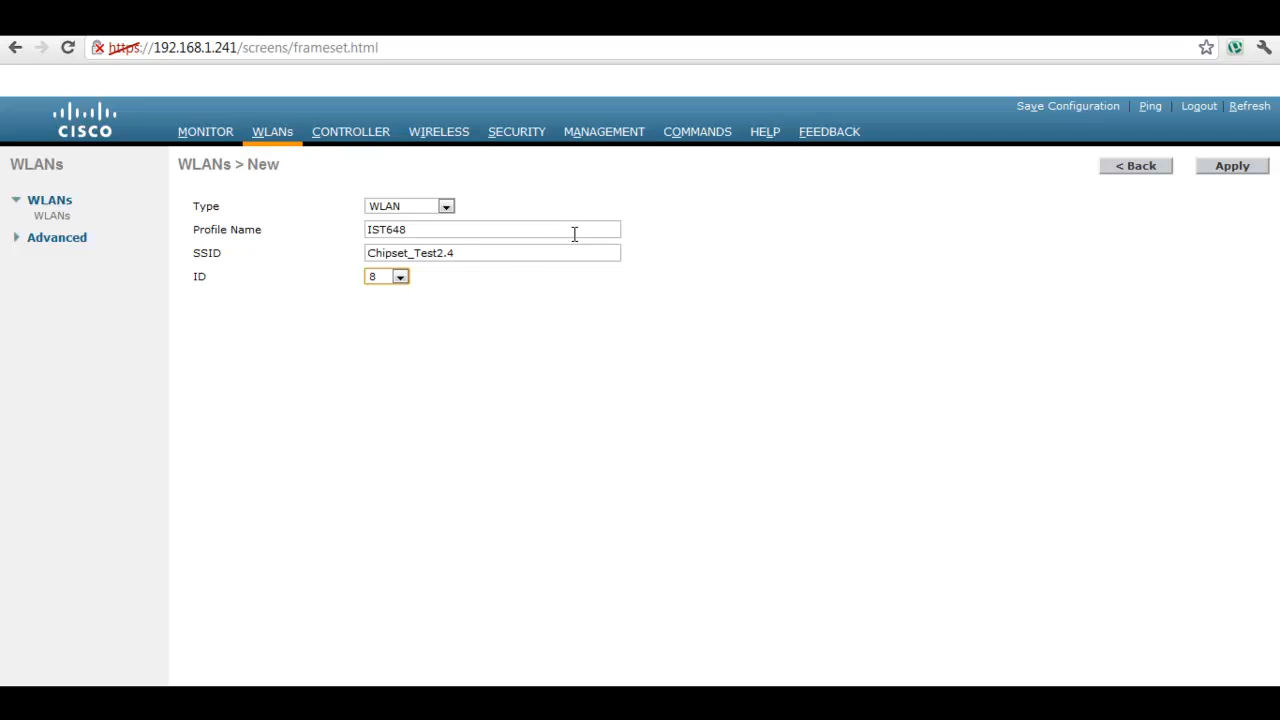 https://192.168.1.241/screens/frameset.html
Save Configuration | Ping | Logout | Refresh
CISCO
MONITOR WLANs CONTROLLER WIRELESS SECURITY MANAGEMENT COMMANDS HELP FEEDBACK
WLANs
WLANs > New
< Back
Apply
WLANs
WLANs
Advanced
Type WLAN
Profile Name IST648
SSID Chipset_Test2.4
ID 8